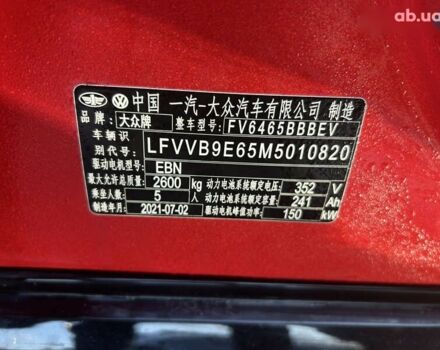 ab.ua
中国 一汽-大众汽车有限公司 制造
品牌: 大众牌 整车型号: FV6465BBBEV
车辆识别代号: LFVVB9E65M5010820
驱动电机型号: EBN
最大允许总质量: 2600 kg 动力电池系统额定电压: 352 V
乘坐人数: 5 人 动力电池系统额定容量: 241 Ah
制造年月: 2021-07-02 驱动电机峰值功率: 150 kW